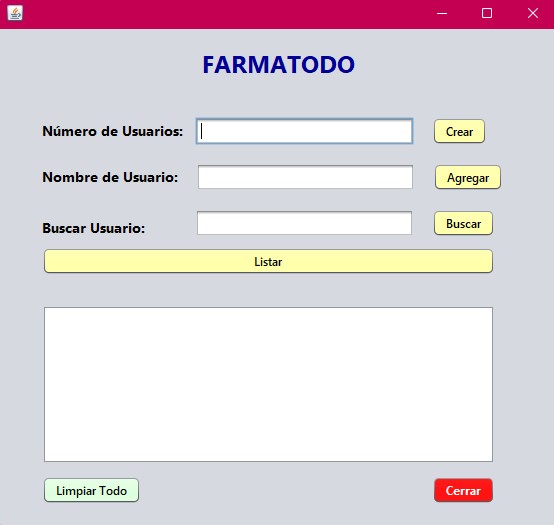 FARMATODO
Número de Usuarios: Crear
Nombre de Usuario: Agregar
Buscar Usuario: Buscar
Listar
Limpiar Todo Cerrar